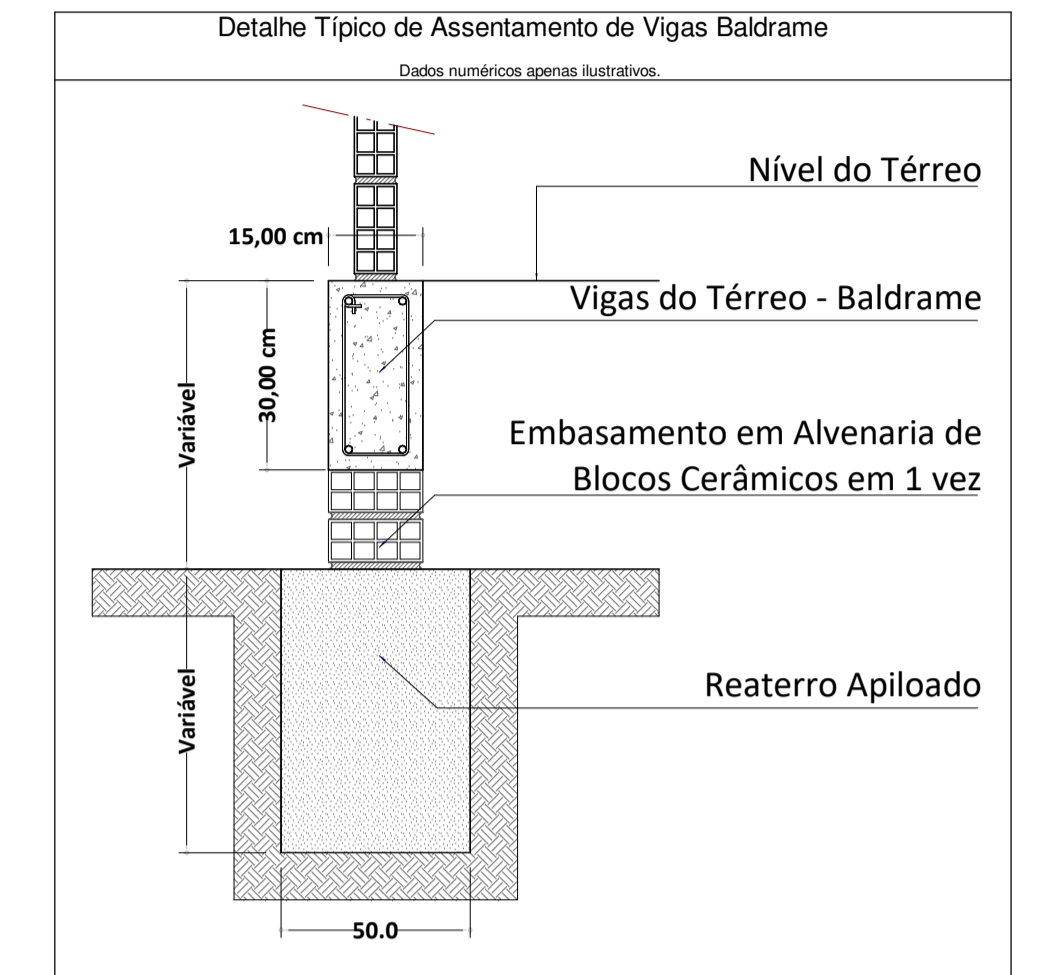 Detalhe Típico de Assentamento de Vigas Baldrame
Dados numéricos apenas ilustrativos.
Nível do Térreo
15,00 cm
Vigas do Térreo - Baldrame
30,00 cm
Variável
Embasamento em Alvenaria de
Blocos Cerâmicos em 1 vez
Reaterro Apiloado
Variável
50.0